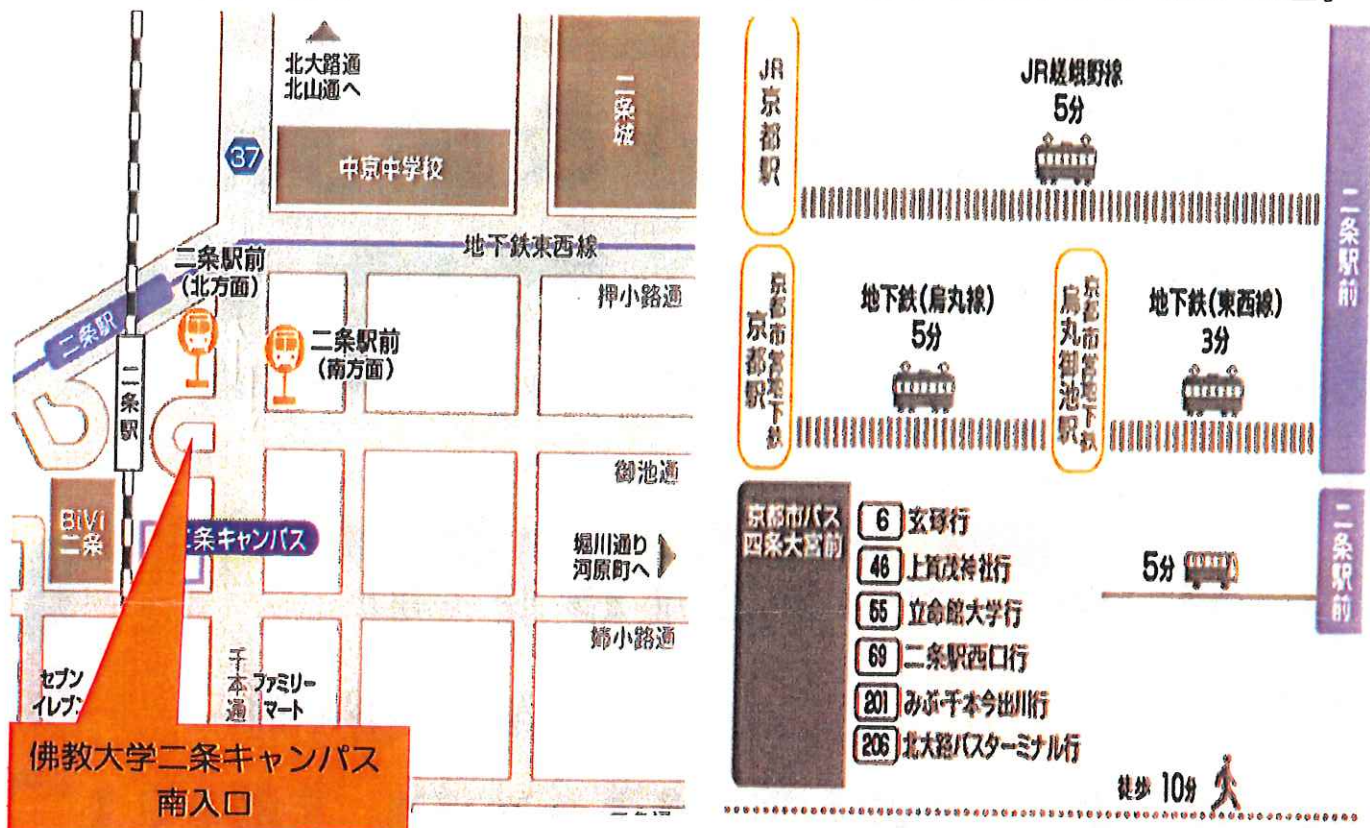 北大路通
北山通へ
二条城
37
中京中学校
地下鉄東西線
二条駅前
(北方面)
押小路通
二条駅
二条駅前
(南方面)
二条駅
御池通
BiVi
二条
二条キャンパス
堀川通り
河原町へ
姉小路通
セブン
イレブン
千本通
ファミリー
マート
佛教大学二条キャンパス
南入口
JR京都駅
JR嵯峨野線
5分
二条駅前
京都市営地下鉄
京都駅
地下鉄(烏丸線)
5分
京都市営地下鉄
烏丸御池駅
地下鉄(東西線)
3分
京都市バス
四条大宮前
6 玄琢行
46 上賀茂神社行
55 立命館大学行
69 二条駅西口行
201 みぶ・千本今出川行
206 北大路バスターミナル行
5分
二条駅前
徒歩 10分